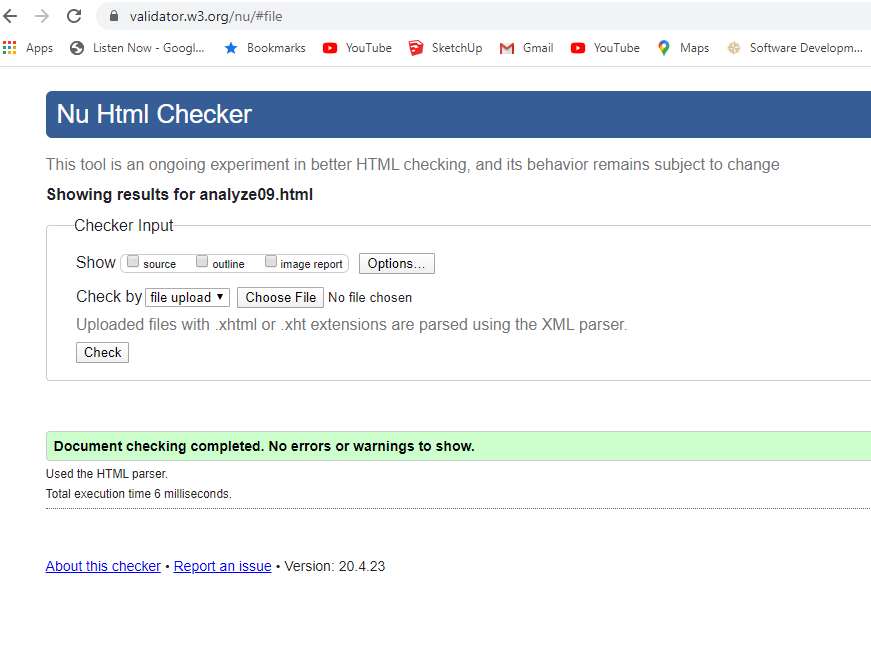 validator.w3.org/nu/#file
Apps Listen Now - Googl... Bookmarks YouTube SketchUp Gmail YouTube Maps Software Developm...
Nu Html Checker
This tool is an ongoing experiment in better HTML checking, and its behavior remains subject to change
Showing results for analyze09.html
Checker Input
Show source outline image report Options...
Check by file upload Choose File No file chosen
Uploaded files with .xhtml or .xht extensions are parsed using the XML parser.
Check
Document checking completed. No errors or warnings to show.
Used the HTML parser.
Total execution time 6 milliseconds.
About this checker • Report an issue • Version: 20.4.23